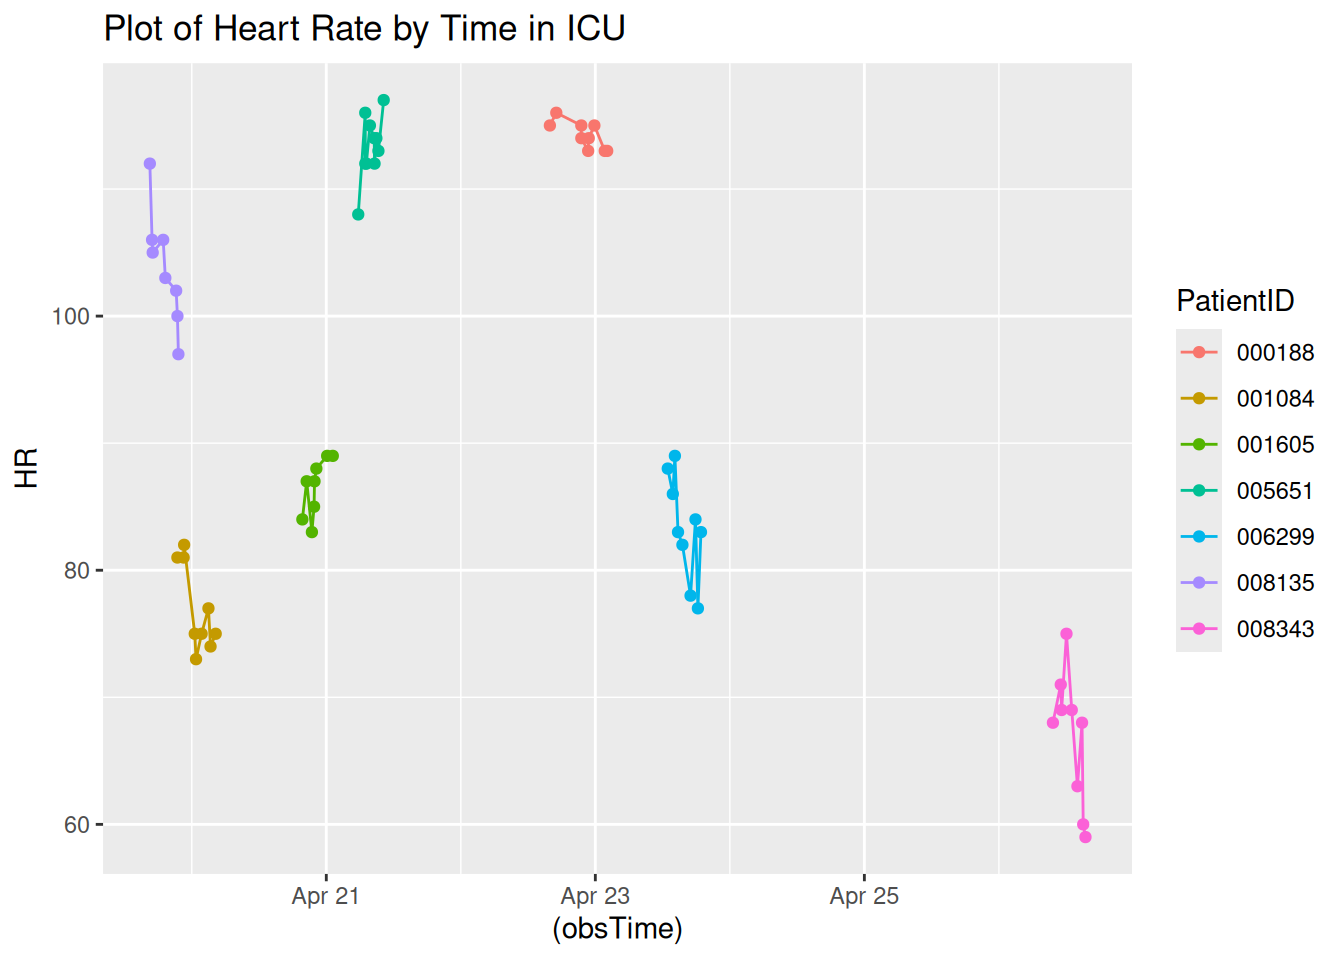 Plot of Heart Rate by Time in ICU
HR
100
80
60
Apr 21
Apr 23
Apr 25
(obsTime)
PatientID
000188
001084
001605
005651
006299
008135
008343